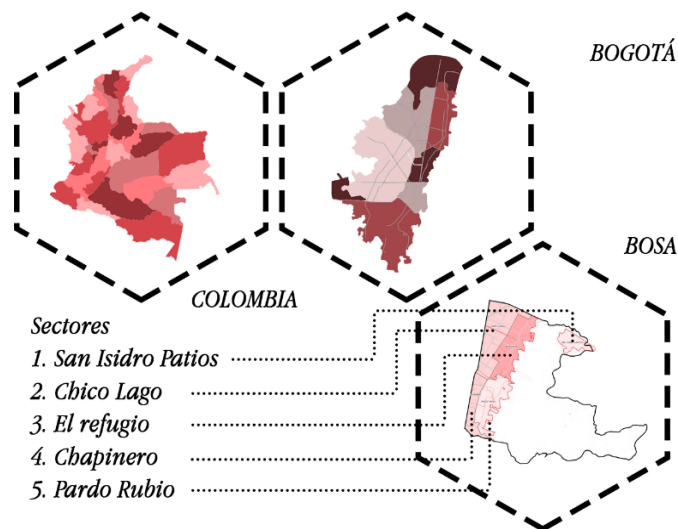 BOGOTÁ
BOSA
COLOMBIA
Sectores
1. San Isidro Patios
2. Chico Lago
3. El refugio
4. Chapinero
5. Pardo Rubio